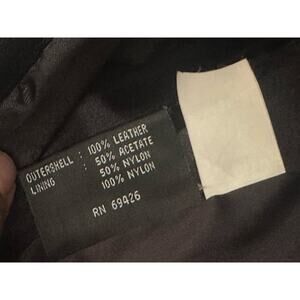 OUTERSHELL : 100% LEATHER
LINING : 50% ACETATE
50% NYLON
100% NYLON
RN 69426